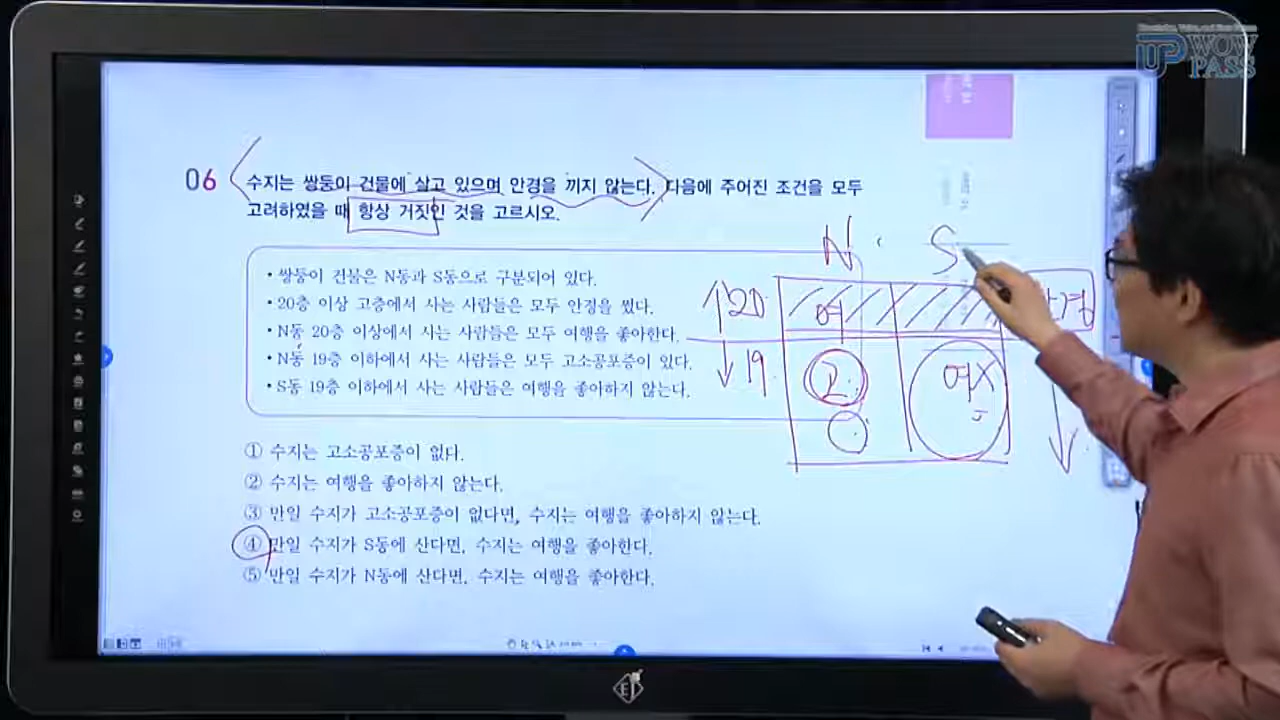 UP WOW PASS
06
수지는 쌍둥이 건물에 살고 있으며 안경을 끼지 않는다. 다음에 주어진 조건을 모두
고려하였을 때 항상 거짓인 것을 고르시오.
• 쌍둥이 건물은 N동과 S동으로 구분되어 있다.
• 20층 이상 고층에서 사는 사람들은 모두 안경을 썼다.
• N동 20층 이상에서 사는 사람들은 모두 여행을 좋아한다.
• N동 19층 이하에서 사는 사람들은 모두 고소공포증이 있다.
• S동 19층 이하에서 사는 사람들은 여행을 좋아하지 않는다.
① 수지는 고소공포증이 없다.
② 수지는 여행을 좋아하지 않는다.
③ 만일 수지가 고소공포증이 없다면, 수지는 여행을 좋아하지 않는다.
④ 만일 수지가 S동에 산다면, 수지는 여행을 좋아한다.
⑤ 만일 수지가 N동에 산다면, 수지는 여행을 좋아한다.
N S
↑20 여
↓19 고 여X